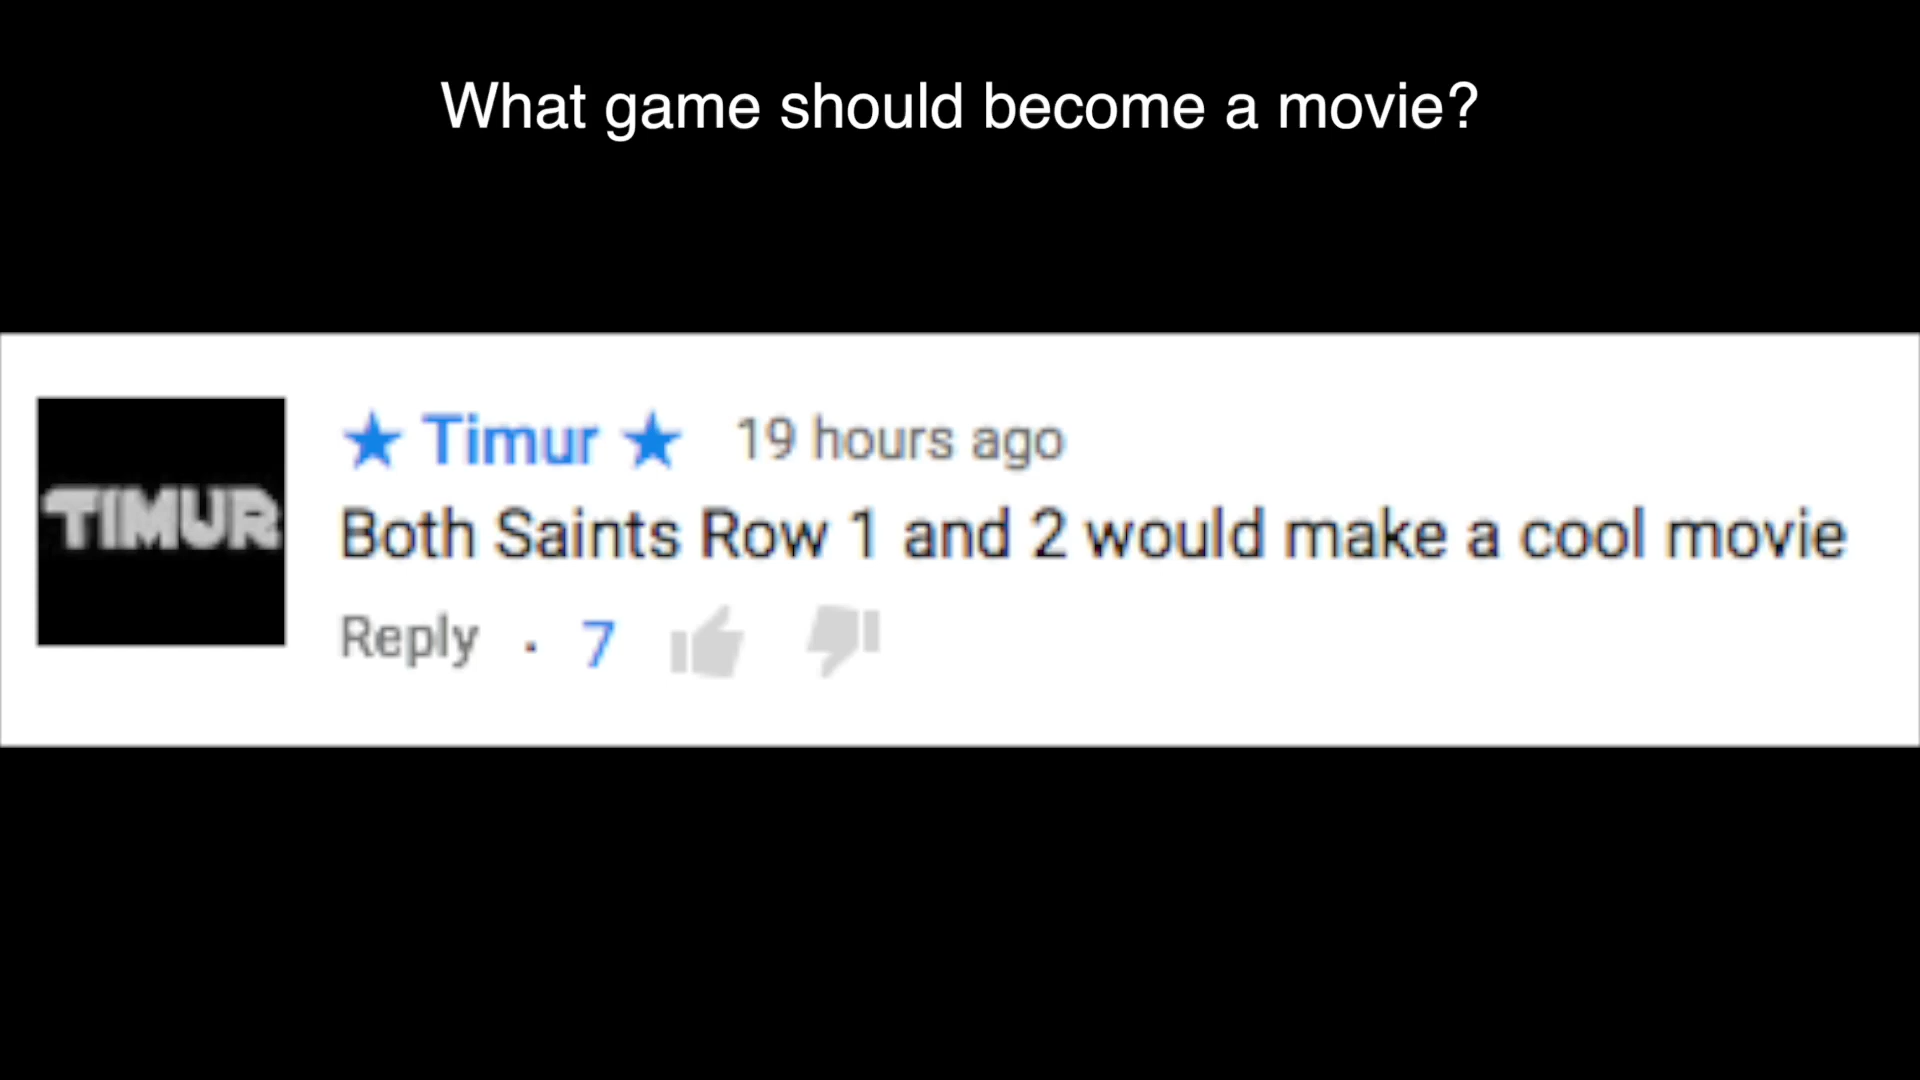 What game should become a movie?
TIMUR
★ Timur ★ 19 hours ago
Both Saints Row 1 and 2 would make a cool movie
Reply · 7